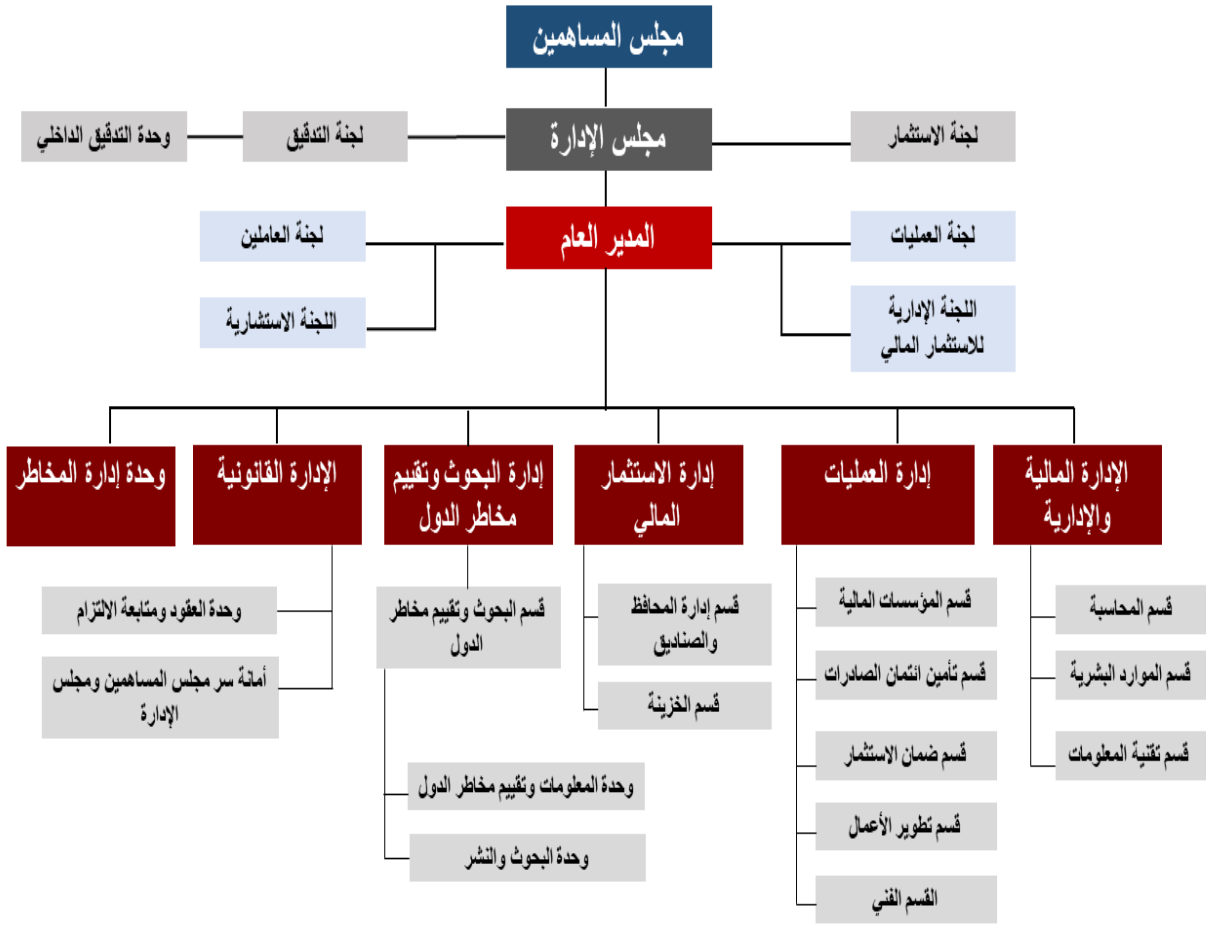 مجلس المساهمين
مجلس الإدارة
لجنة الاستثمار
لجنة التدقيق
وحدة التدقيق الداخلي
المدير العام
لجنة العمليات
اللجنة الإدارية
للاستثمار المالي
لجنة العاملين
اللجنة الاستشارية
الإدارة المالية
والإدارية
قسم المحاسبة
قسم الموارد البشرية
قسم تقنية المعلومات
إدارة العمليات
قسم المؤسسات المالية
قسم تأمين ائتمان الصادرات
قسم ضمان الاستثمار
قسم تطوير الأعمال
القسم الفني
إدارة الاستثمار
المالي
قسم إدارة المحافظ
والصناديق
قسم الخزينة
إدارة البحوث وتقييم
مخاطر الدول
قسم البحوث وتقييم مخاطر
الدول
وحدة المعلومات وتقييم مخاطر الدول
وحدة البحوث والنشر
الإدارة القانونية
وحدة العقود ومتابعة الالتزام
أمانة سر مجلس المساهمين ومجلس
الإدارة
وحدة إدارة المخاطر